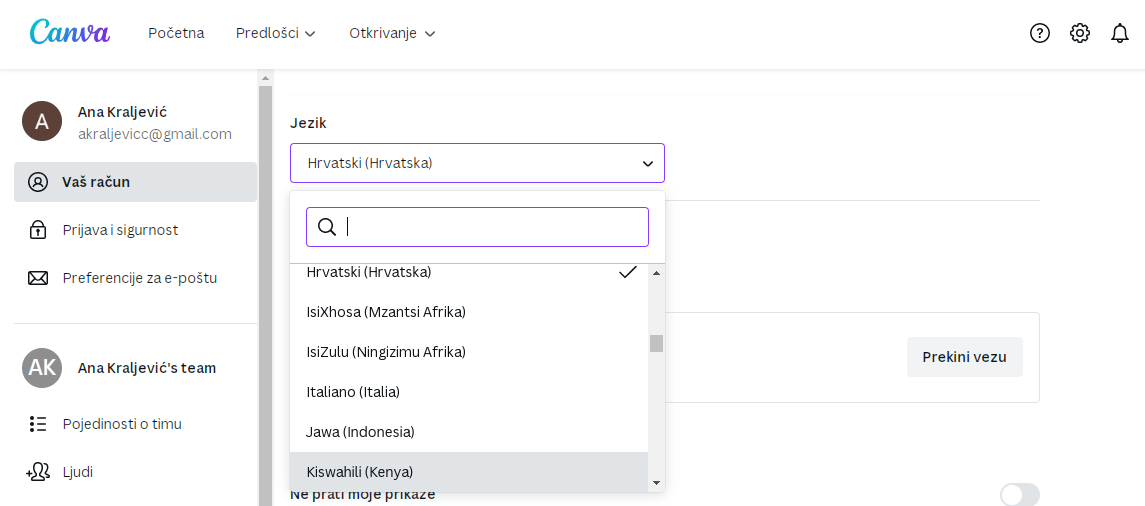 Canva
Početna
Predlošci
Otkrivanje
A
Ana Kraljević
akraljevicc@gmail.com
Vaš račun
Prijava i sigurnost
Preferencije za e-poštu
AK
Ana Kraljević's team
Pojedinosti o timu
Ljudi
Jezik
Hrvatski (Hrvatska)
Hrvatski (Hrvatska)
IsiXhosa (Mzantsi Afrika)
IsiZulu (Ningizimu Afrika)
Italiano (Italia)
Jawa (Indonesia)
Kiswahili (Kenya)
Prekini vezu
Ne prati moje prikaze